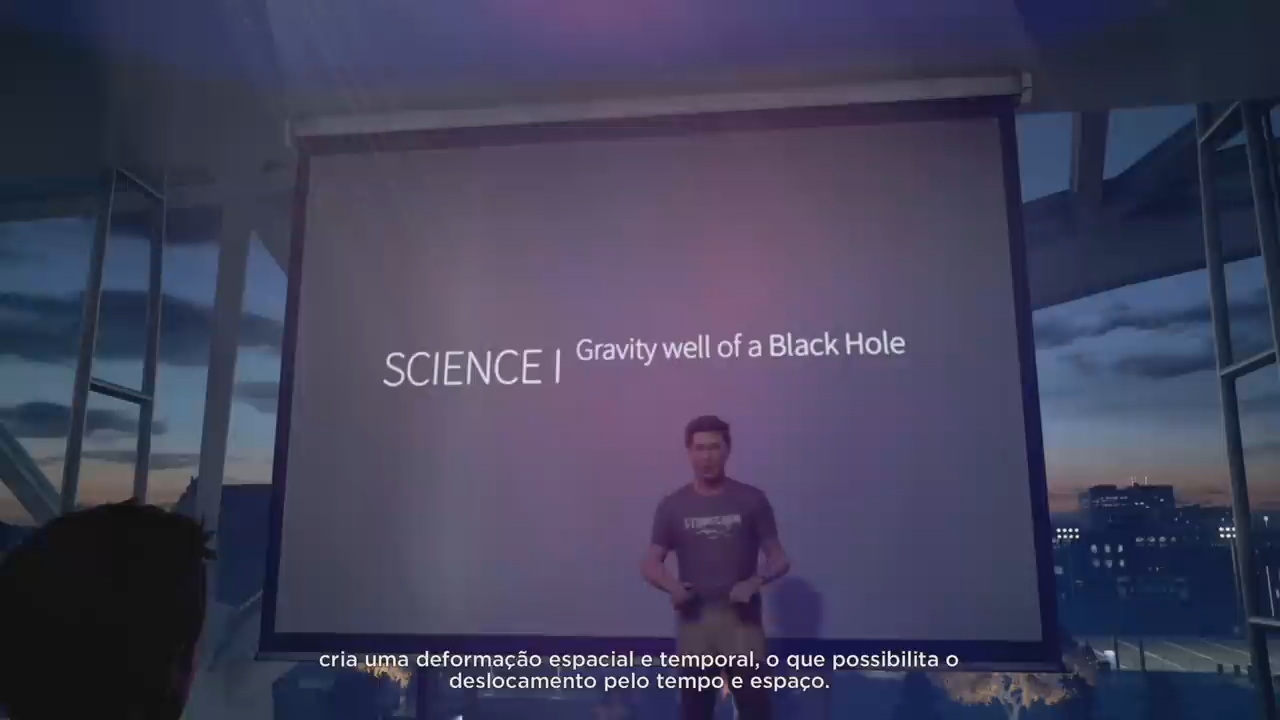 SCIENCE | Gravity well of a Black Hole
cria uma deformação espacial e temporal, o que possibilita o
deslocamento pelo tempo e espaço.